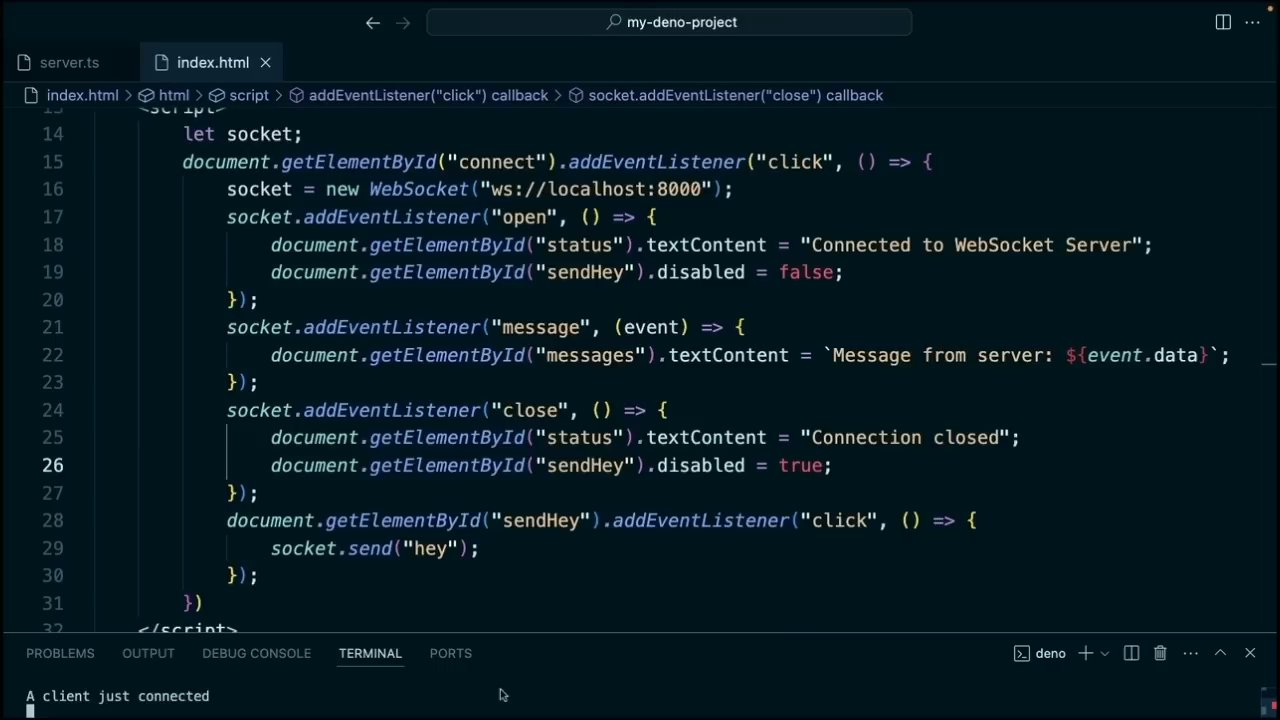 my-deno-project
server.ts
index.html
index.html > html > script > addEventListener("click") callback > socket.addEventListener("close") callback
13 <script>
14 let socket;
15 document.getElementById("connect").addEventListener("click", () => {
16 socket = new WebSocket("ws://localhost:8000");
17 socket.addEventListener("open", () => {
18 document.getElementById("status").textContent = "Connected to WebSocket Server";
19 document.getElementById("sendHey").disabled = false;
20 });
21 socket.addEventListener("message", (event) => {
22 document.getElementById("messages").textContent = `Message from server: ${event.data}`;
23 });
24 socket.addEventListener("close", () => {
25 document.getElementById("status").textContent = "Connection closed";
26 document.getElementById("sendHey").disabled = true;
27 });
28 document.getElementById("sendHey").addEventListener("click", () => {
29 socket.send("hey");
30 });
31 })
32 </script>
PROBLEMS OUTPUT DEBUG CONSOLE TERMINAL PORTS deno
A client just connected